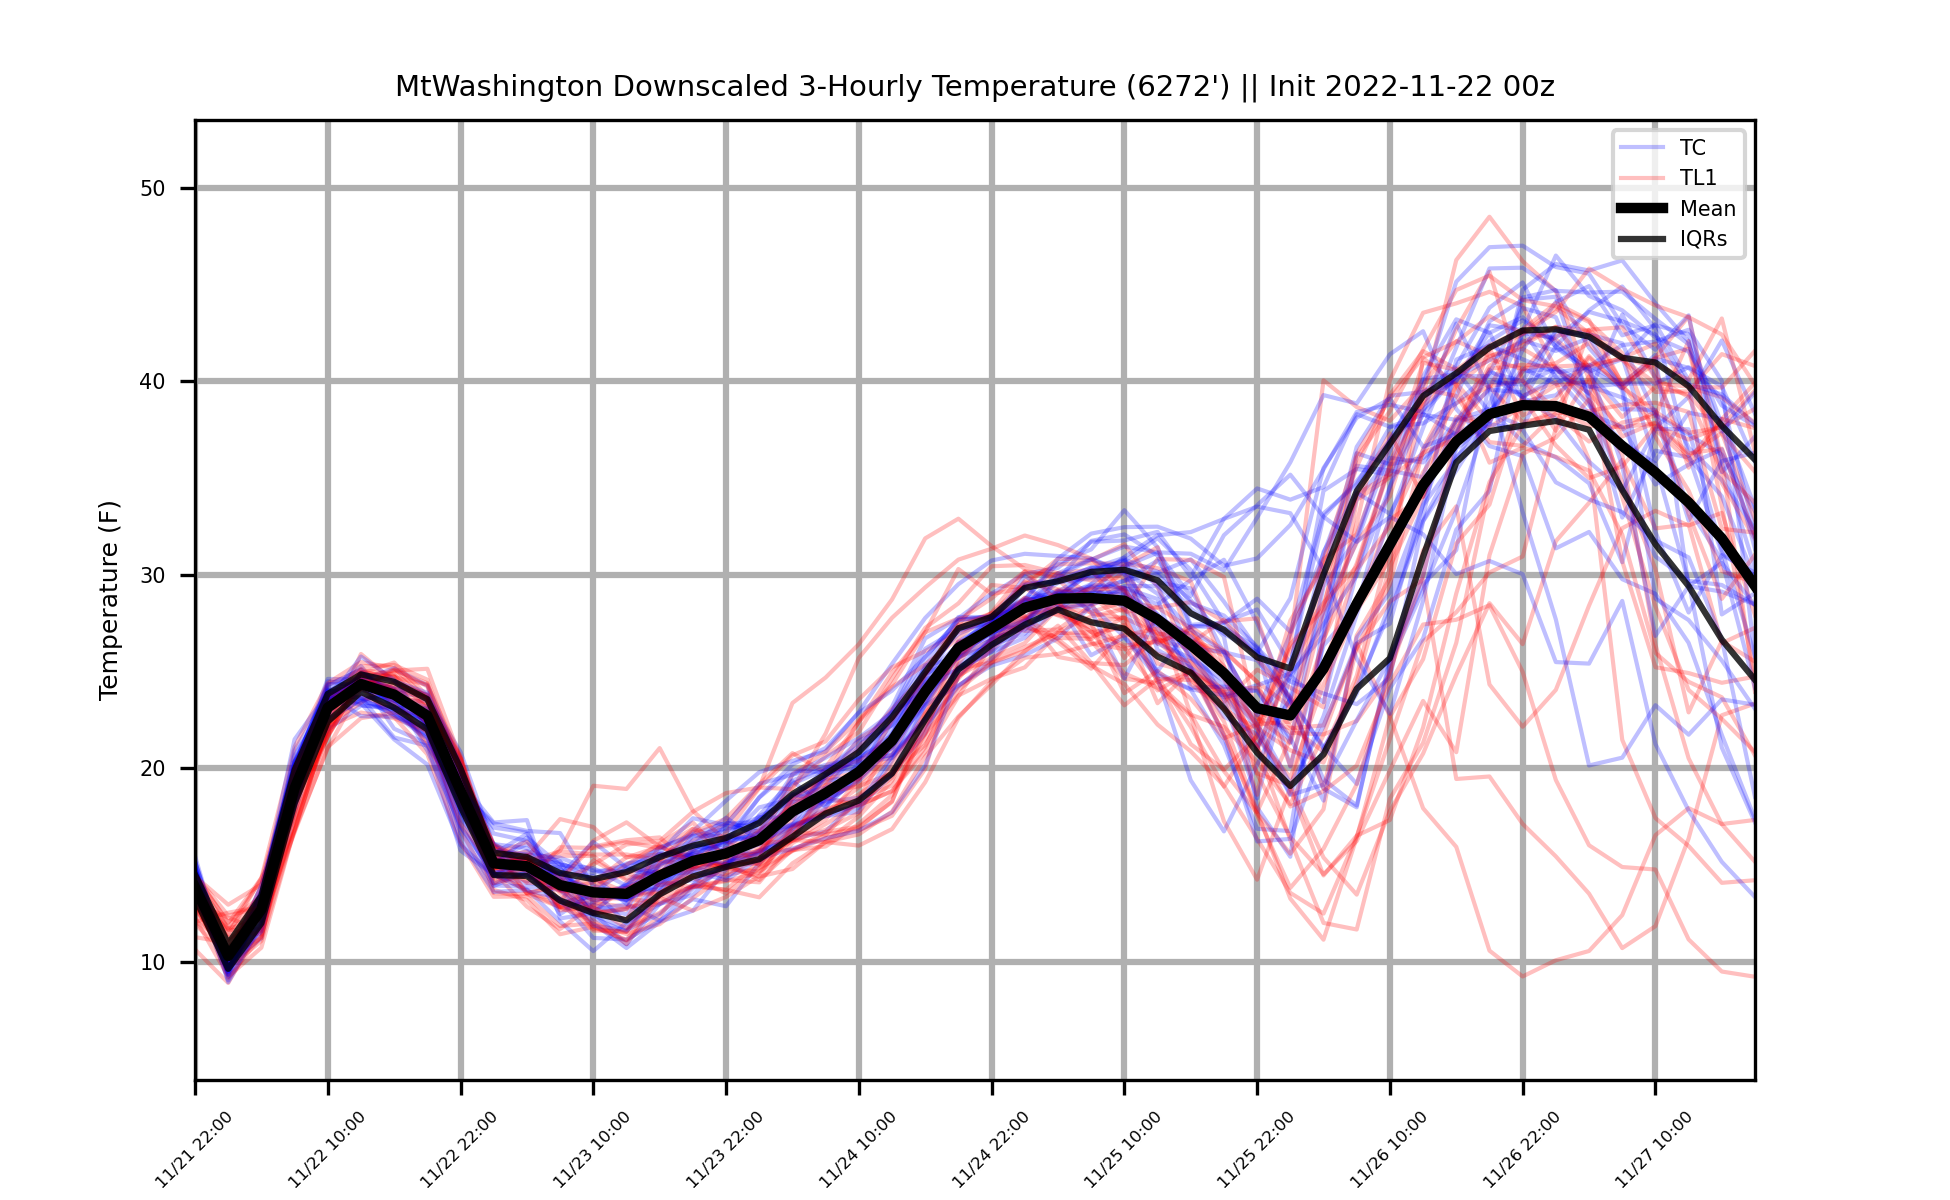 MtWashington Downscaled 3-Hourly Temperature (6272') || Init 2022-11-22 00z
TC
TL1
Mean
IQRs
Temperature (F)
50
40
30
20
10
11/21 22:00
11/22 10:00
11/22 22:00
11/23 10:00
11/23 22:00
11/24 10:00
11/24 22:00
11/25 10:00
11/25 22:00
11/26 10:00
11/26 22:00
11/27 10:00